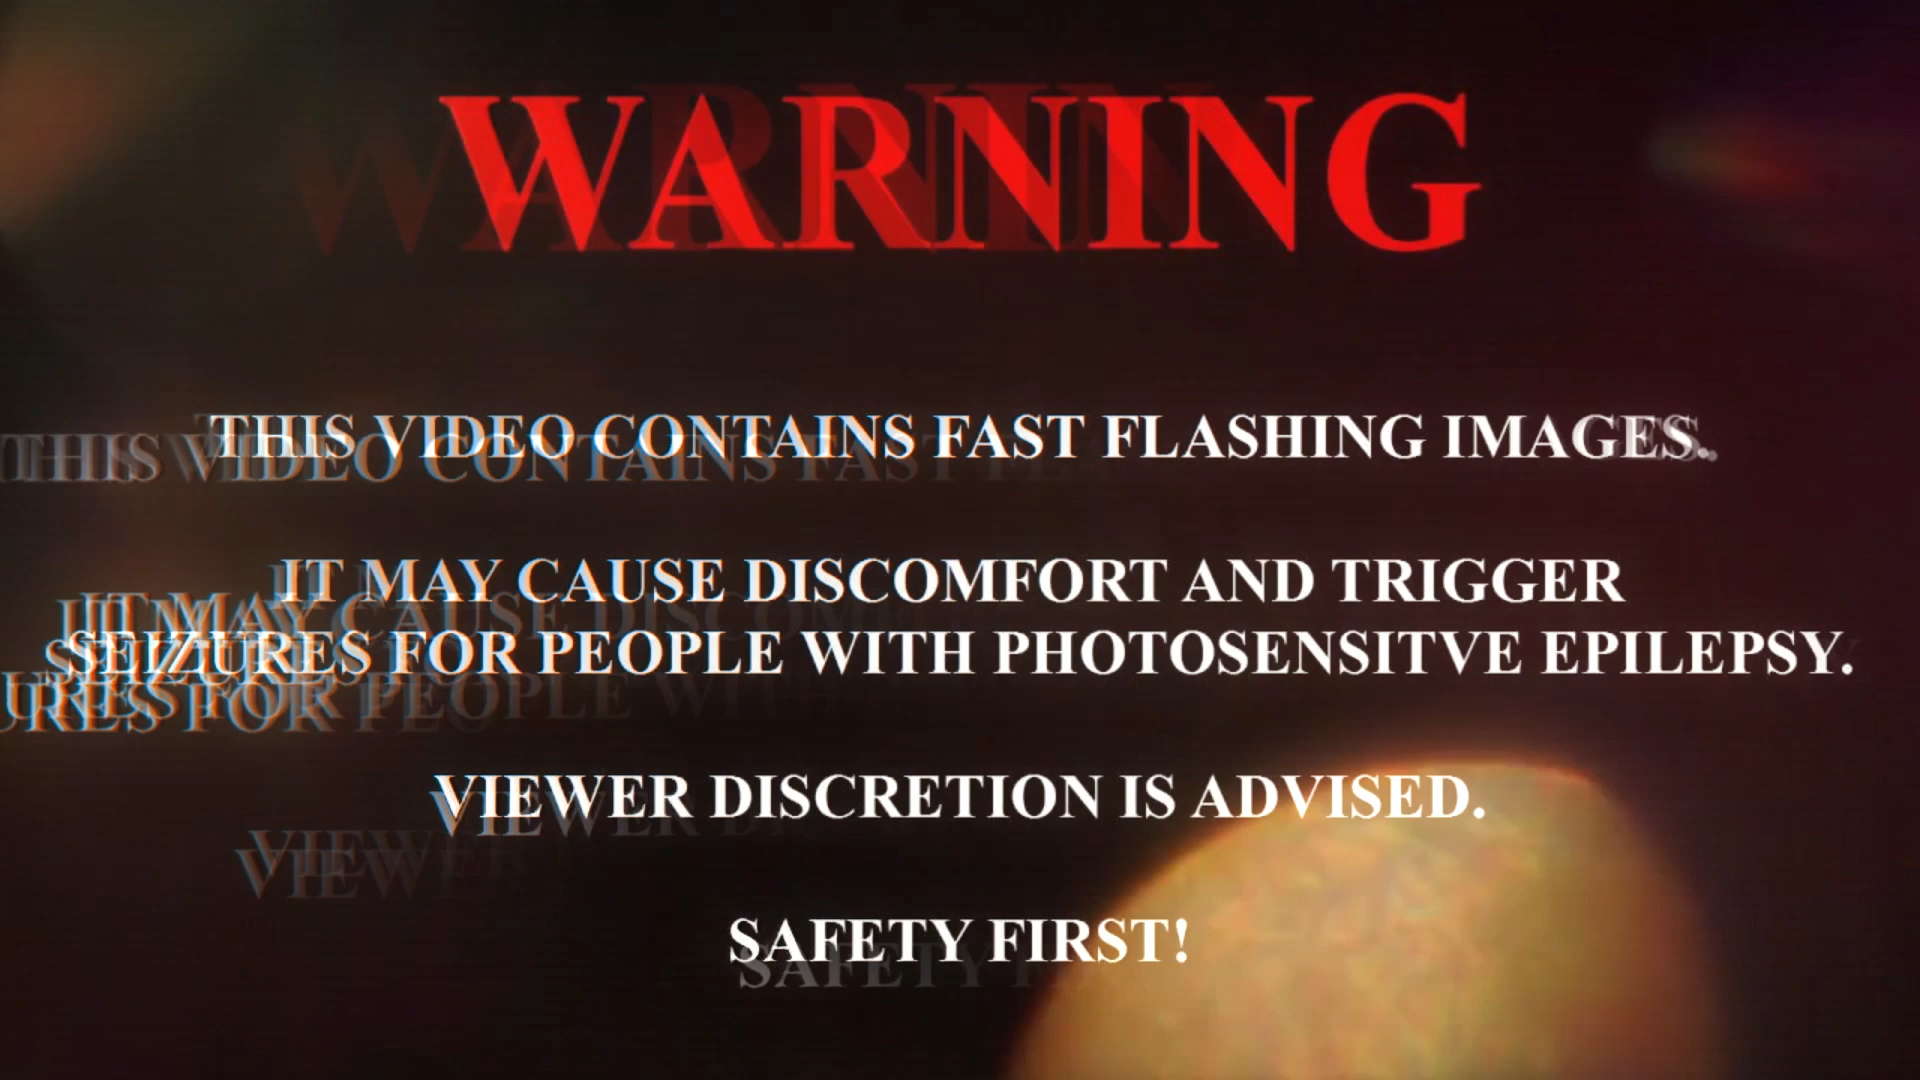 WARNING
THIS VIDEO CONTAINS FAST FLASHING IMAGES.
IT MAY CAUSE DISCOMFORT AND TRIGGER
SEIZURES FOR PEOPLE WITH PHOTOSENSITVE EPILEPSY.
VIEWER DISCRETION IS ADVISED.
SAFETY FIRST!